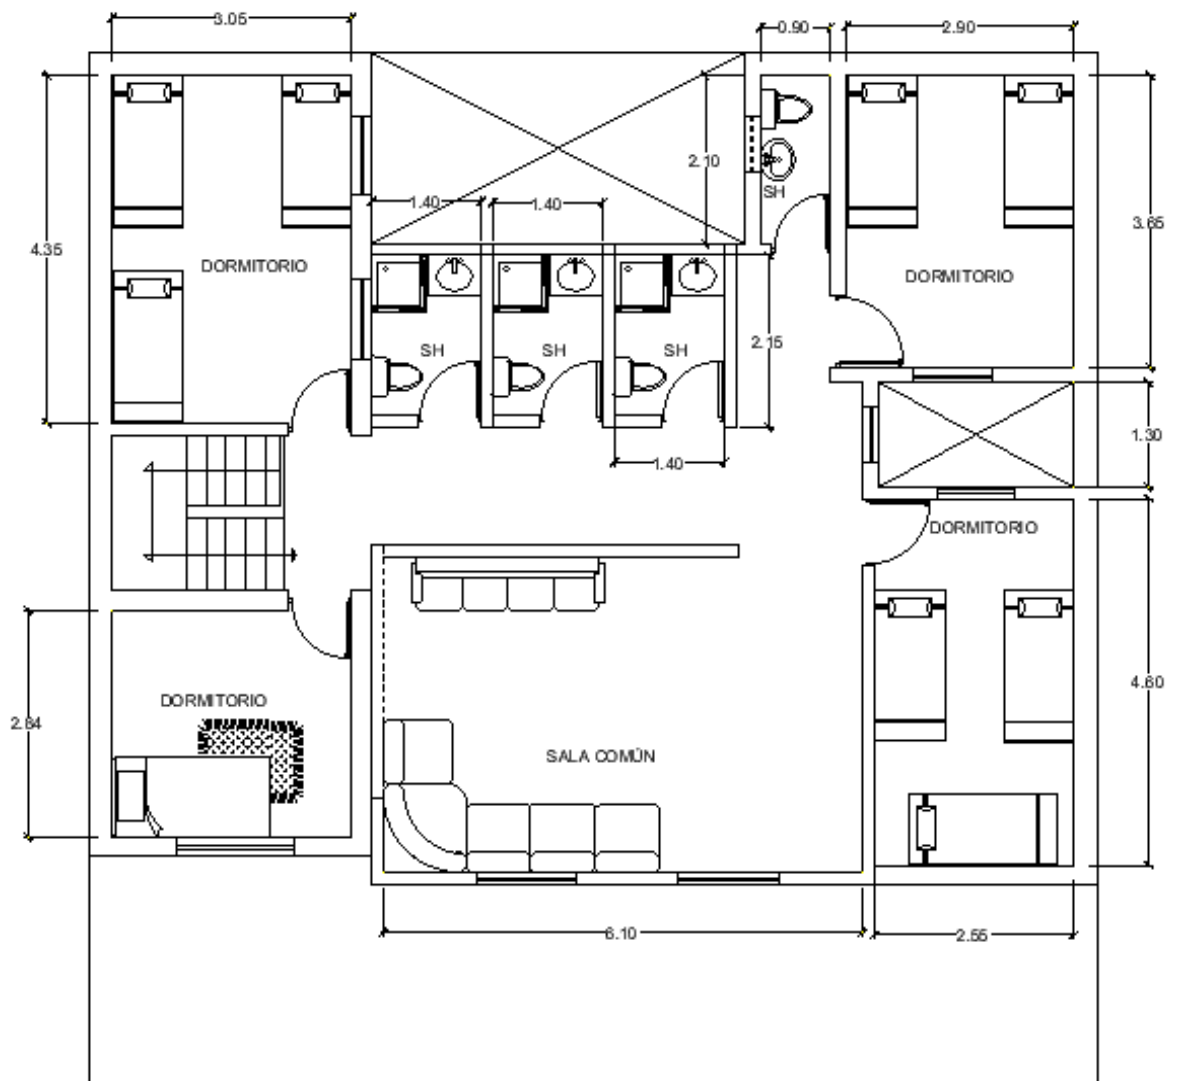 3.05
0.90
2.90
2.10
SH
1.40
1.40
4.35
DORMITORIO
DORMITORIO
3.65
SH
SH
SH
2.15
1.30
1.40
DORMITORIO
DORMITORIO
4.60
2.64
SALA COMÚN
6.10
2.55